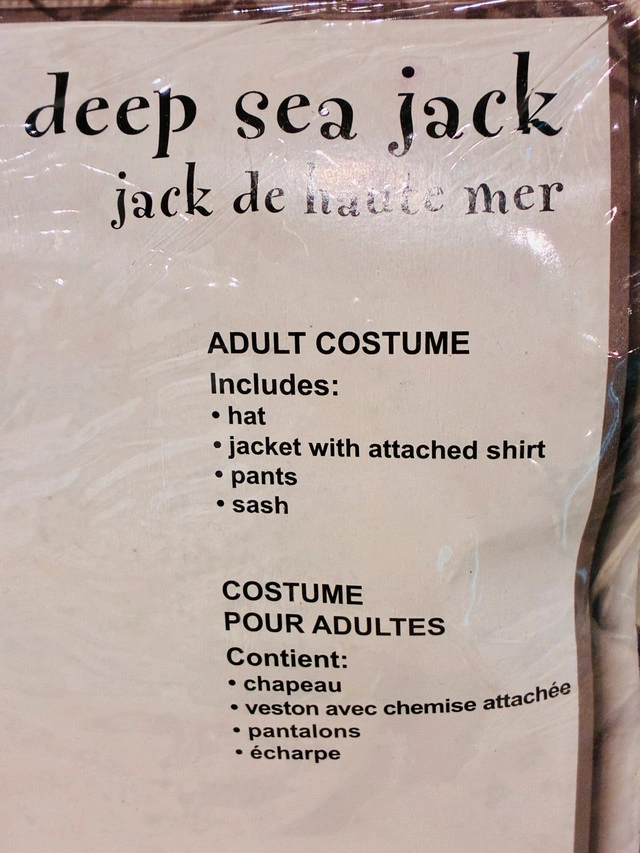 deep sea jack
jack de haute mer
ADULT COSTUME
Includes:
• hat
• jacket with attached shirt
• pants
• sash
COSTUME
POUR ADULTES
Contient:
• chapeau
• veston avec chemise attachée
• pantalons
• écharpe